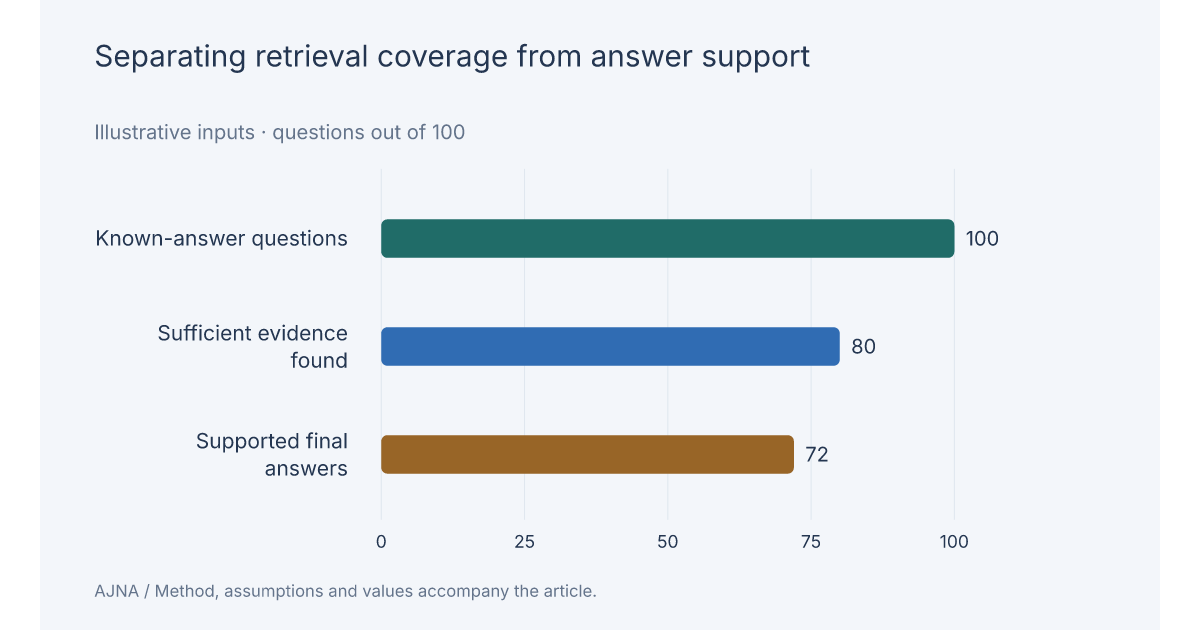 Separating retrieval coverage from answer support
Illustrative inputs · questions out of 100
Known-answer questions
100
Sufficient evidence
found
80
Supported final
answers
72
0
25
50
75
100
AJNA / Method, assumptions and values accompany the article.